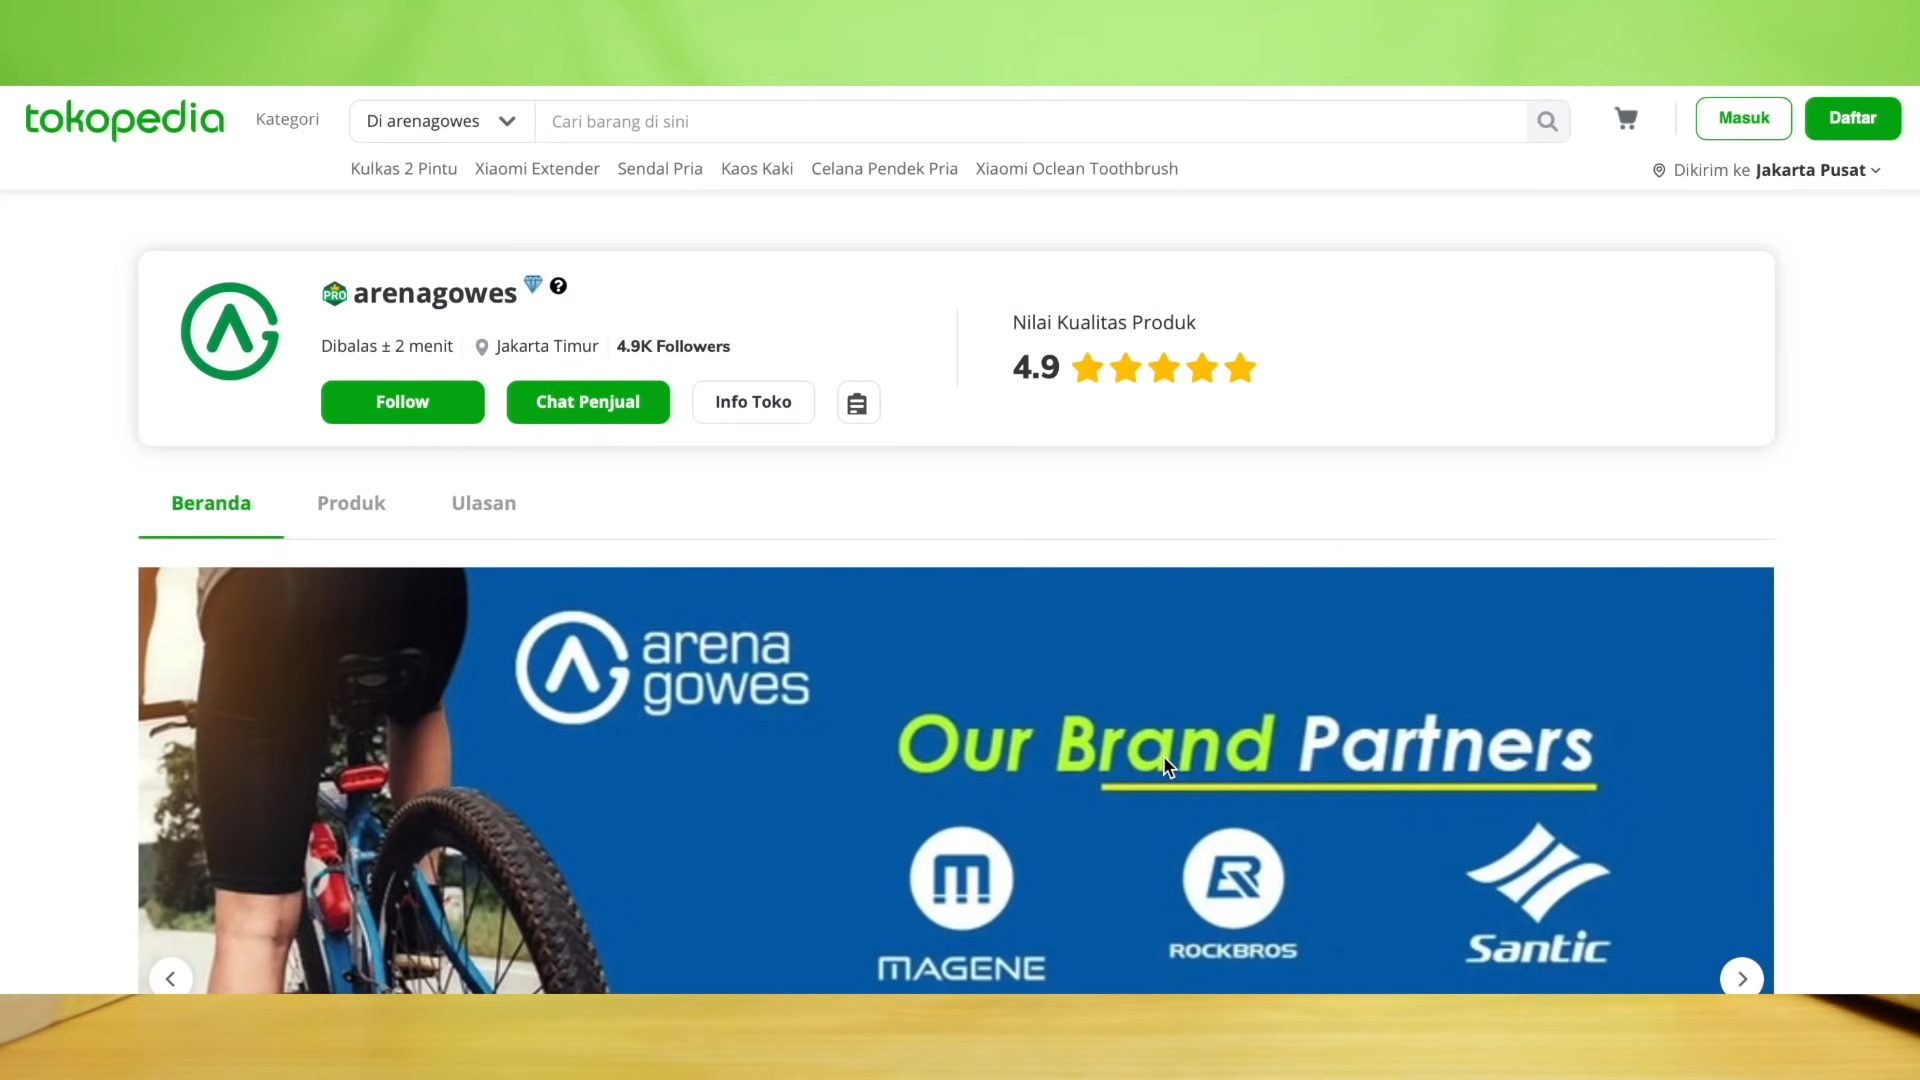 tokopedia
Kategori
Di arenagowes
Cari barang di sini
Masuk
Daftar
Kulkas 2 Pintu Xiaomi Extender Sendal Pria Kaos Kaki Celana Pendek Pria Xiaomi Oclean Toothbrush
Dikirim ke Jakarta Pusat
PRO arenagowes
Dibalas ± 2 menit Jakarta Timur 4.9K Followers
Follow
Chat Penjual
Info Toko
Nilai Kualitas Produk
4.9
Beranda
Produk
Ulasan
arena
gowes
Our Brand Partners
MAGENE
ROCKBROS
Santic